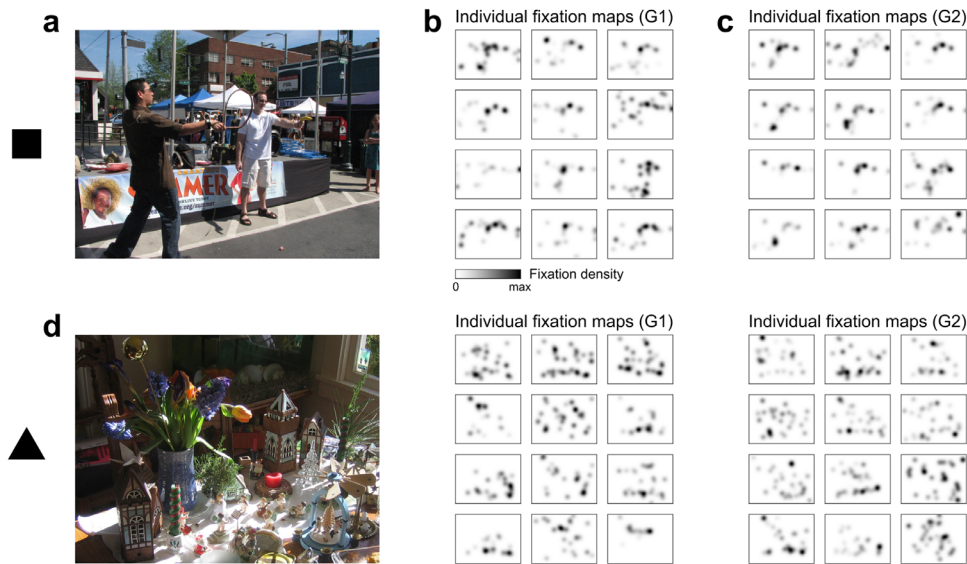 a
b
Individual fixation maps (G1)
c
Individual fixation maps (G2)
MER
Fixation density
0
max
d
Individual fixation maps (G1)
Individual fixation maps (G2)